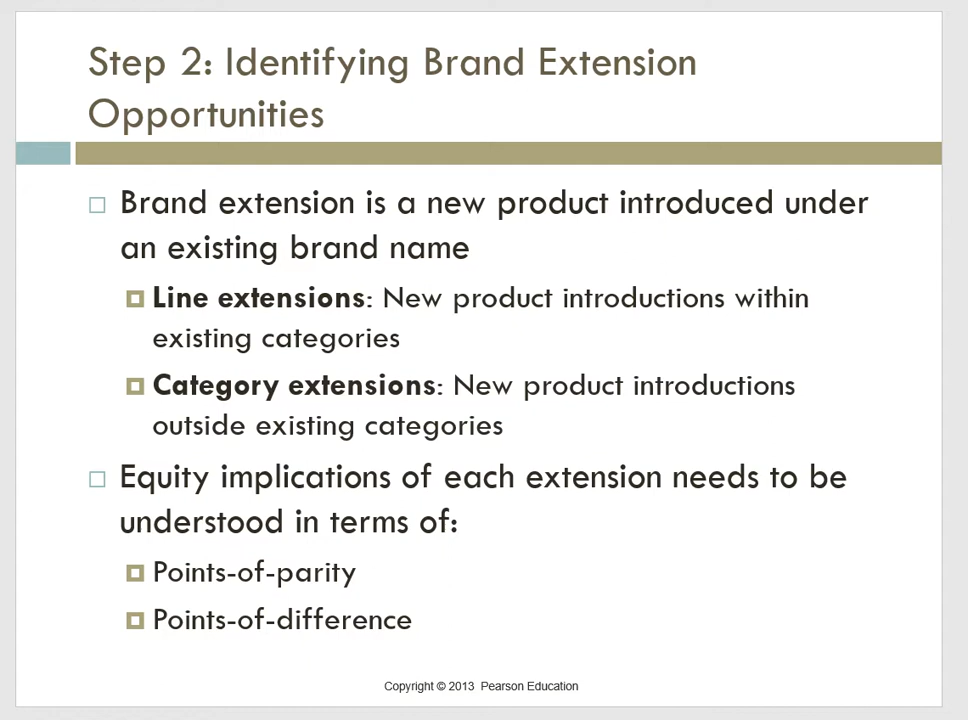 Step 2: Identifying Brand Extension
Opportunities
Brand extension is a new product introduced under
an existing brand name
Line extensions: New product introductions within
existing categories
Category extensions: New product introductions
outside existing categories
Equity implications of each extension needs to be
understood in terms of:
Points-of-parity
Points-of-difference
Copyright © 2013 Pearson Education